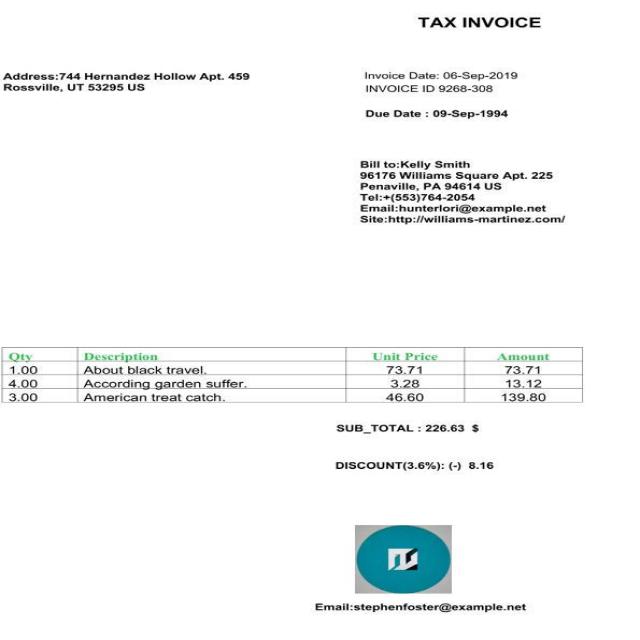 TAX INVOICE
Address:744 Hernandez Hollow Apt. 459
Rossville, UT 53295 US
Invoice Date: 06-Sep-2019
INVOICE ID 9268-308
Due Date : 09-Sep-1994
Bill to:Kelly Smith
96176 Williams Square Apt. 225
Penaville, PA 94614 US
Tel:+(553)764-2054
Email:hunterlori@example.net
Site:http://williams-martinez.com/
Qty Description Unit Price Amount
1.00 About black travel. 73.71 73.71
4.00 According garden suffer. 3.28 13.12
3.00 American treat catch. 46.60 139.80
SUB_TOTAL : 226.63 $
DISCOUNT(3.6%): (-) 8.16
Email:stephenfoster@example.net